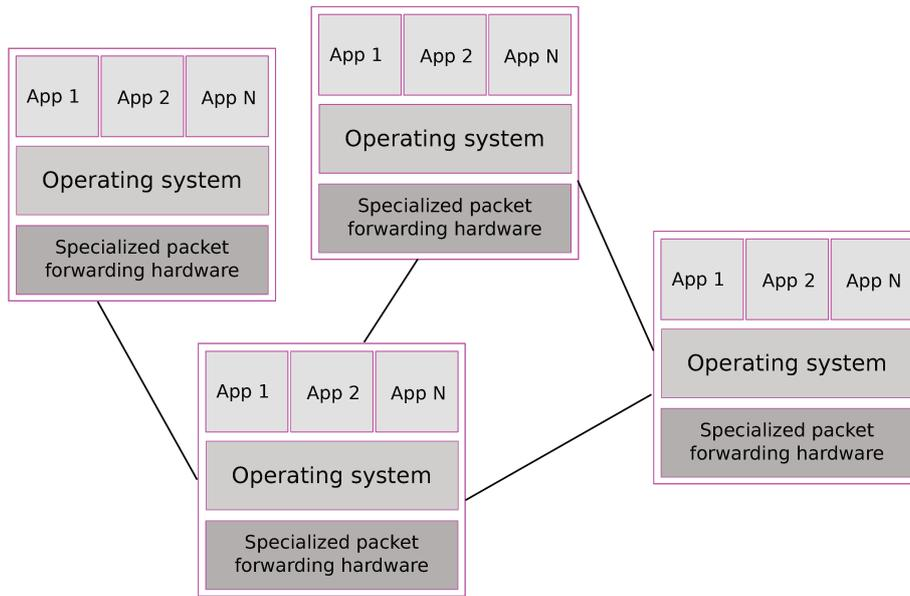 App 1 App 2 App N
Operating system
Specialized packet
forwarding hardware
App 1 App 2 App N
Operating system
Specialized packet
forwarding hardware
App 1 App 2 App N
Operating system
Specialized packet
forwarding hardware
App 1 App 2 App N
Operating system
Specialized packet
forwarding hardware